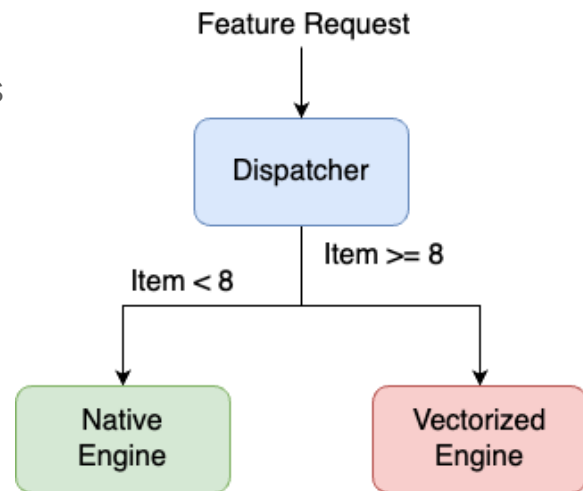 Feature Request
s
Dispatcher
Item >= 8
Item < 8
Native
Engine
Vectorized
Engine